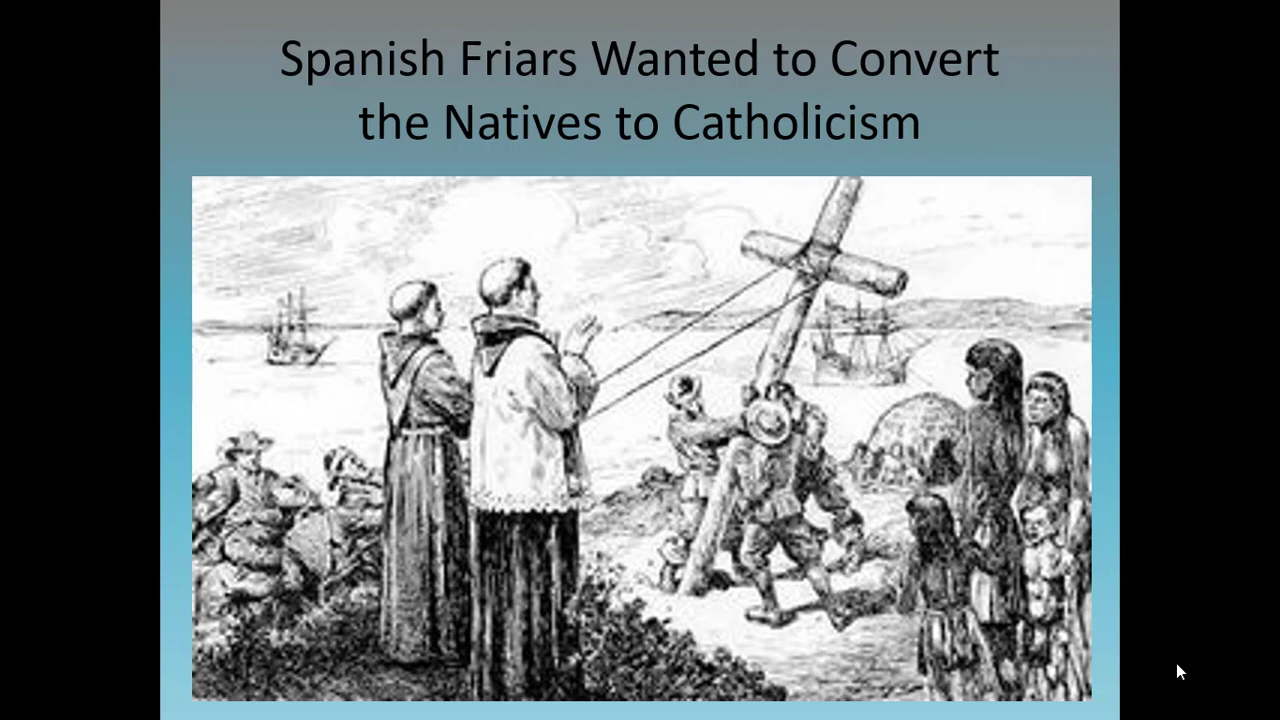 Spanish Friars Wanted to Convert
the Natives to Catholicism